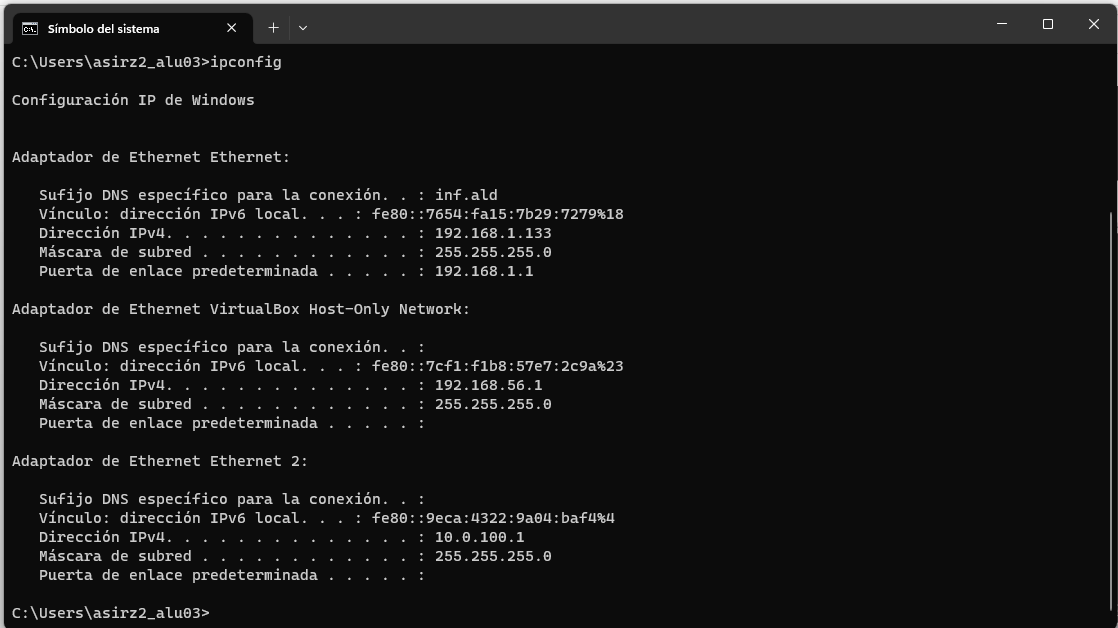 Símbolo del sistema
C:\Users\asirz2_alu03>ipconfig
Configuración IP de Windows
Adaptador de Ethernet Ethernet:
   Sufijo DNS específico para la conexión. . : inf.ald
   Vínculo: dirección IPv6 local. . . : fe80::7654:fa15:7b29:7279%18
   Dirección IPv4. . . . . . . . . . . . . . : 192.168.1.133
   Máscara de subred . . . . . . . . . . . . : 255.255.255.0
   Puerta de enlace predeterminada . . . . . : 192.168.1.1
Adaptador de Ethernet VirtualBox Host-Only Network:
   Sufijo DNS específico para la conexión. . :
   Vínculo: dirección IPv6 local. . . : fe80::7cf1:f1b8:57e7:2c9a%23
   Dirección IPv4. . . . . . . . . . . . . . : 192.168.56.1
   Máscara de subred . . . . . . . . . . . . : 255.255.255.0
   Puerta de enlace predeterminada . . . . . :
Adaptador de Ethernet Ethernet 2:
   Sufijo DNS específico para la conexión. . :
   Vínculo: dirección IPv6 local. . . : fe80::9eca:4322:9a04:baf4%4
   Dirección IPv4. . . . . . . . . . . . . . : 10.0.100.1
   Máscara de subred . . . . . . . . . . . . : 255.255.255.0
   Puerta de enlace predeterminada . . . . . :
C:\Users\asirz2_alu03>